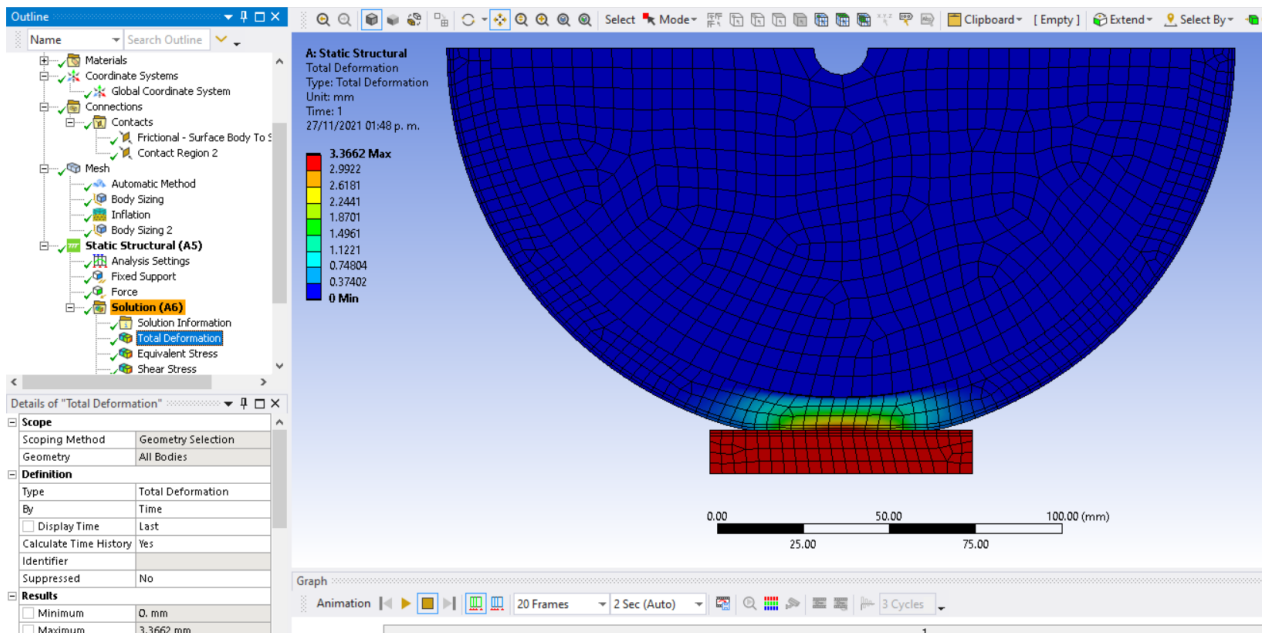 Outline
Select Mode Clipboard [ Empty ] Extend Select By
Name Search Outline
Materials
Coordinate Systems
Global Coordinate System
Connections
Contacts
Frictional - Surface Body To S
Contact Region 2
Mesh
Automatic Method
Body Sizing
Inflation
Body Sizing 2
Static Structural (A5)
Analysis Settings
Fixed Support
Force
Solution (A6)
Solution Information
Total Deformation
Equivalent Stress
Shear Stress
Details of "Total Deformation"
Scope
Scoping Method Geometry Selection
Geometry All Bodies
Definition
Type Total Deformation
By Time
Display Time Last
Calculate Time History Yes
Identifier
Suppressed No
Results
Minimum 0. mm
Maximum 3.3662 mm
A: Static Structural
Total Deformation
Type: Total Deformation
Unit: mm
Time: 1
27/11/2021 01:48 p. m.
3.3662 Max
2.9922
2.6181
2.2441
1.8701
1.4961
1.1221
0.74804
0.37402
0 Min
0.00 50.00 100.00 (mm)
25.00 75.00
Graph
Animation 20 Frames 2 Sec (Auto) 3 Cycles
1